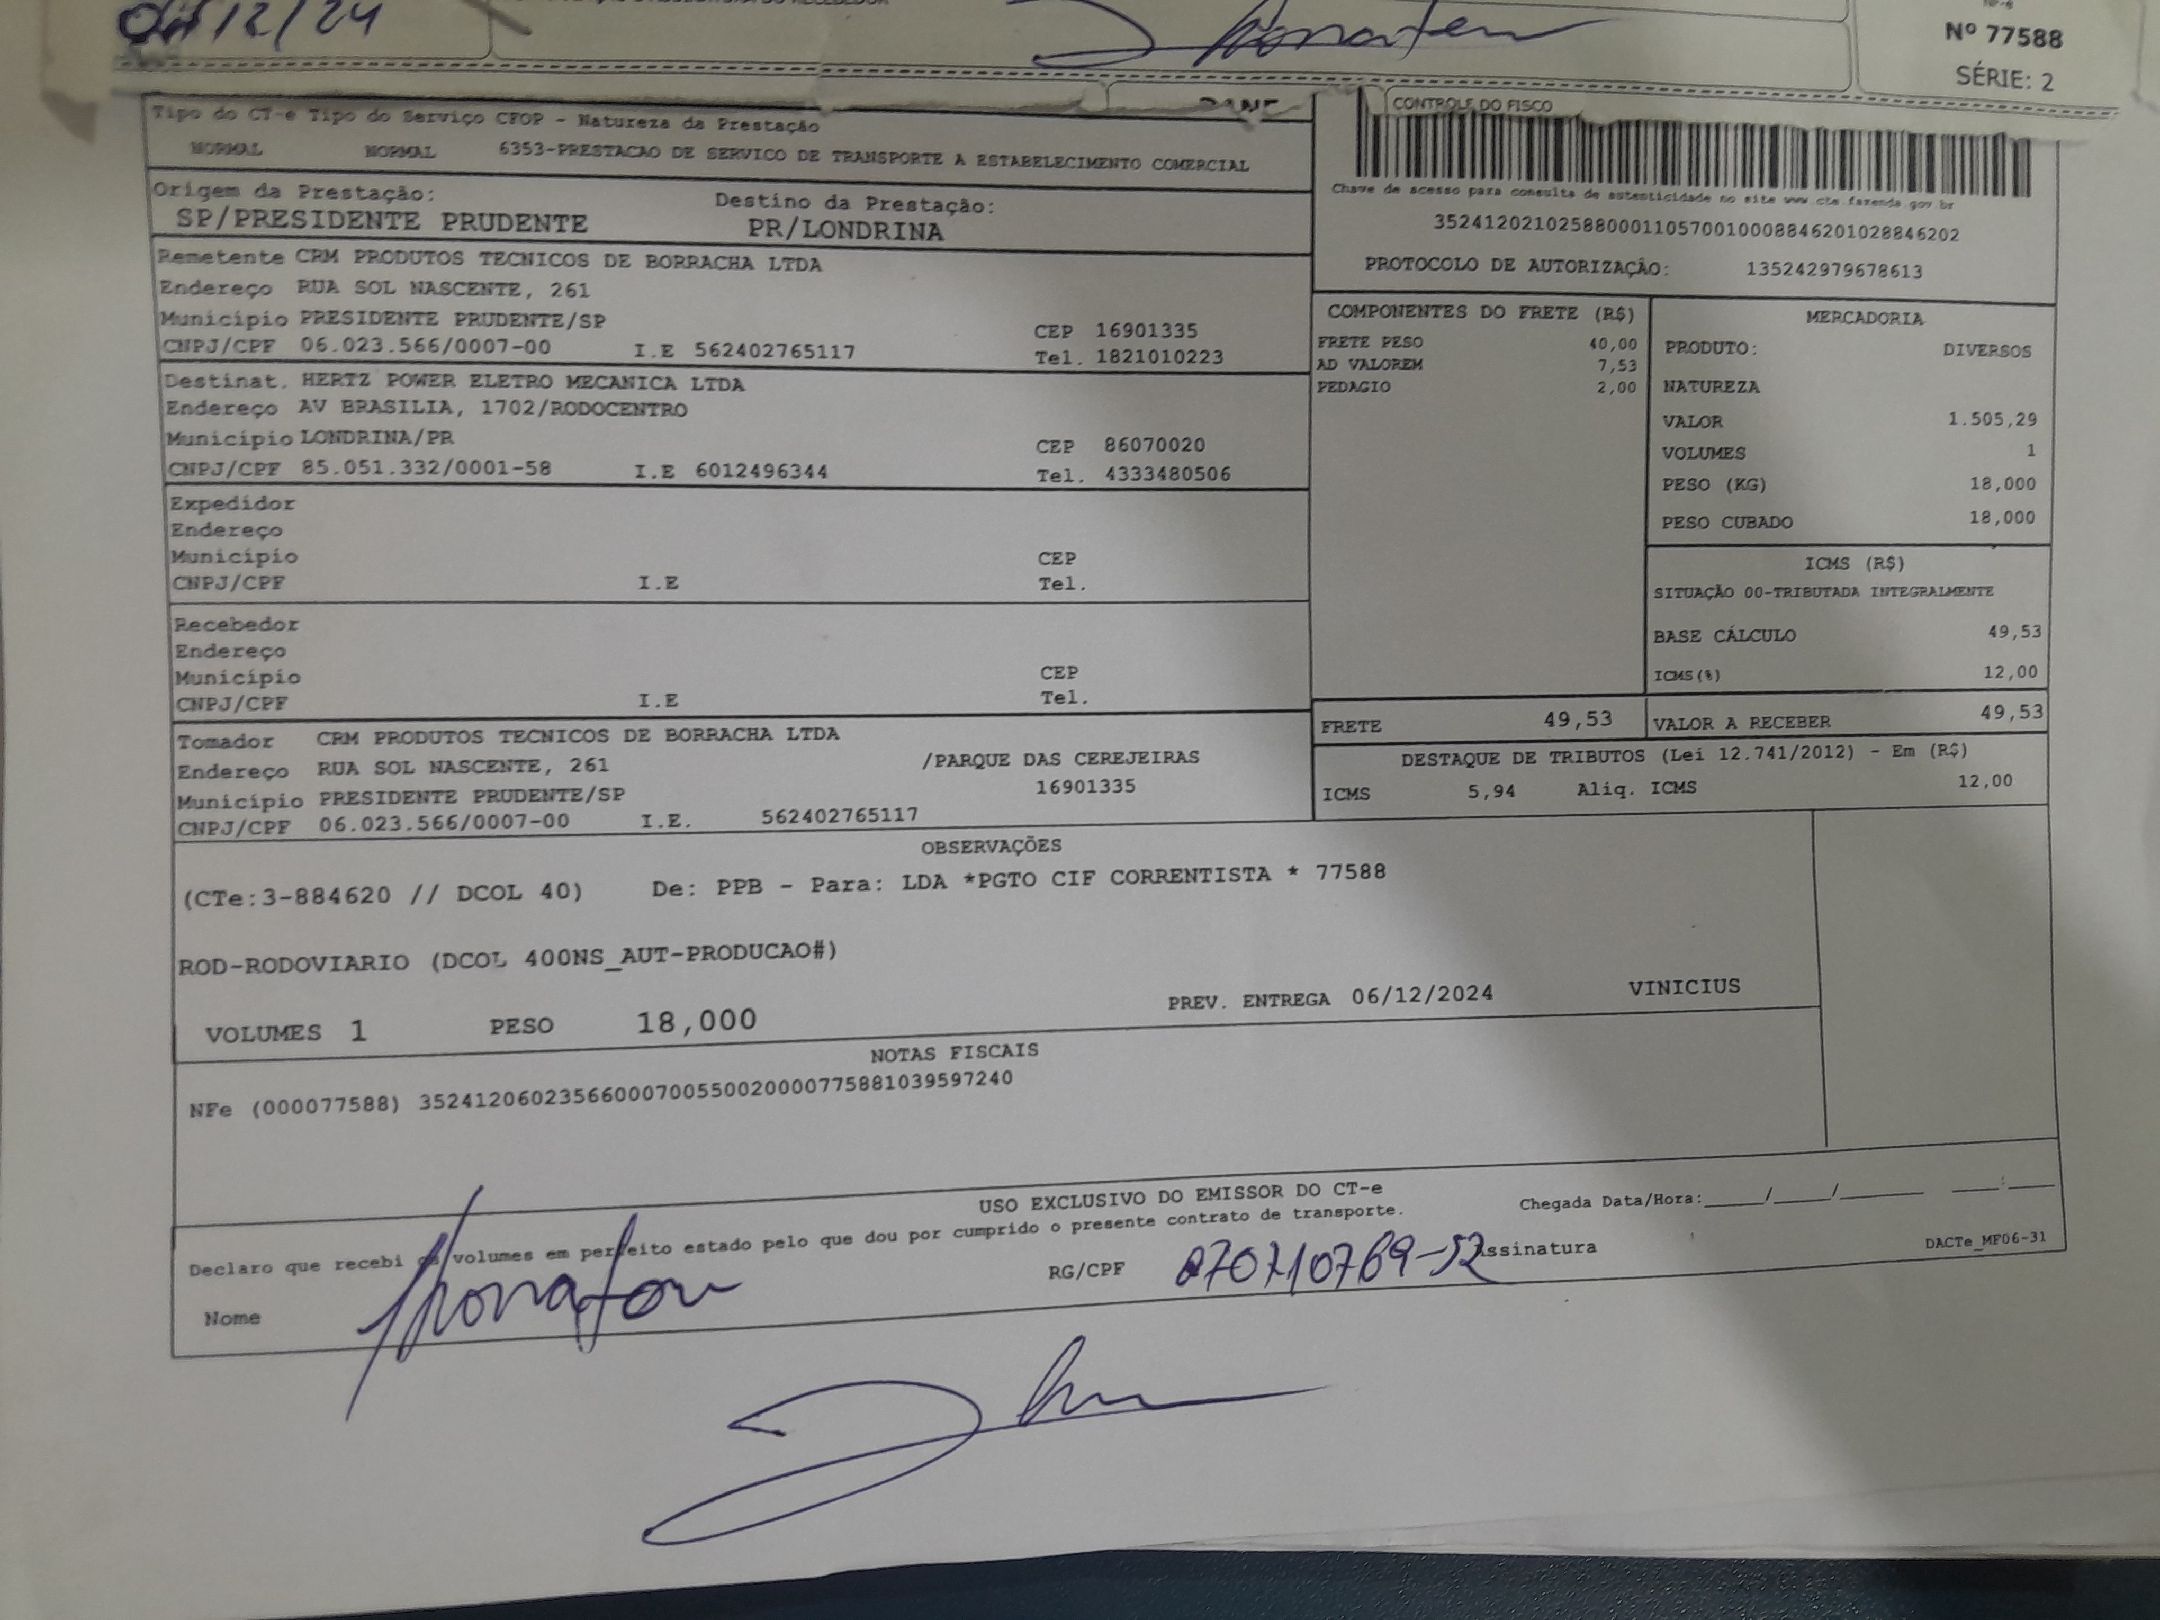 /12/24
Nº 77588
SÉRIE: 2
CONTROLE DO FISCO
Tipo do CT-e Tipo do Serviço CFOP - Natureza da Prestação
NORMAL NORMAL 6353-PRESTACAO DE SERVICO DE TRANSPORTE A ESTABELECIMENTO COMERCIAL
Chave de acesso para consulta de autenticidade no site www.cte.fazenda.gov.br
35241202102588000110570010008846201028846202
PROTOCOLO DE AUTORIZAÇÃO: 135242979678613
Origem da Prestação: Destino da Prestação:
SP/PRESIDENTE PRUDENTE PR/LONDRINA
Remetente CRM PRODUTOS TECNICOS DE BORRACHA LTDA
Endereço RUA SOL NASCENTE, 261
Município PRESIDENTE PRUDENTE/SP CEP 16901335
CNPJ/CPF 06.023.566/0007-00 I.E 562402765117 Tel. 1821010223
Destinat. HERTZ POWER ELETRO MECANICA LTDA
Endereço AV BRASILIA, 1702/RODOCENTRO
Município LONDRINA/PR CEP 86070020
CNPJ/CPF 85.051.332/0001-58 I.E 6012496344 Tel. 4333480506
Expedidor
Endereço
Município CEP
CNPJ/CPF I.E Tel.
Recebedor
Endereço
Município CEP
CNPJ/CPF I.E Tel.
Tomador CRM PRODUTOS TECNICOS DE BORRACHA LTDA
Endereço RUA SOL NASCENTE, 261 /PARQUE DAS CEREJEIRAS
Município PRESIDENTE PRUDENTE/SP 16901335
CNPJ/CPF 06.023.566/0007-00 I.E. 562402765117
COMPONENTES DO FRETE (R$)
FRETE PESO 40,00
AD VALOREM 7,53
PEDAGIO 2,00
MERCADORIA
PRODUTO: DIVERSOS
NATUREZA
VALOR 1.505,29
VOLUMES 1
PESO (KG) 18,000
PESO CUBADO 18,000
ICMS (R$)
SITUAÇÃO 00-TRIBUTADA INTEGRALMENTE
BASE CÁLCULO 49,53
ICMS(%) 12,00
FRETE 49,53 VALOR A RECEBER 49,53
DESTAQUE DE TRIBUTOS (Lei 12.741/2012) - Em (R$)
ICMS 5,94 Aliq. ICMS 12,00
OBSERVAÇÕES
(CTe:3-884620 // DCOL 40) De: PPB - Para: LDA *PGTO CIF CORRENTISTA * 77588
ROD-RODOVIARIO (DCOL 400NS_AUT-PRODUCAO#)
PREV. ENTREGA 06/12/2024 VINICIUS
VOLUMES 1 PESO 18,000
NOTAS FISCAIS
NFe (000077588) 35241206023566000700550020000775881039597240
USO EXCLUSIVO DO EMISSOR DO CT-e
Chegada Data/Hora:____/____/______ ____:____
Declaro que recebi os volumes em perfeito estado pelo que dou por cumprido o presente contrato de transporte.
Nome RG/CPF 070710769-52 Assinatura
DACTe_MF06-31